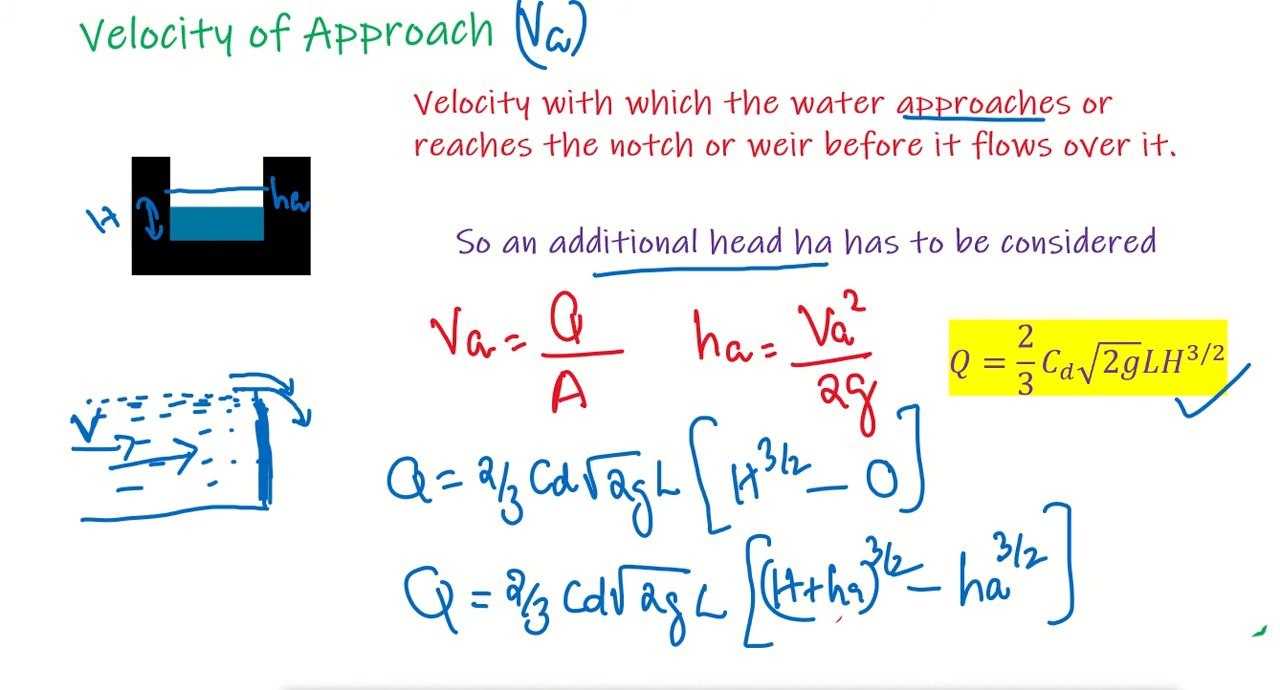 Velocity of Approach (Va)
Velocity with which the water approaches or
reaches the notch or weir before it flows over it.
H
ha
So an additional head ha has to be considered
Va = Q/A
ha = Va²/2g
Q = 2/3 C_d √2g LH^3/2
V
Q = 2/3 Cd √2g L [H^3/2 − 0]
Q = 2/3 Cd √2g L [(H+ha)^3/2 − ha^3/2]